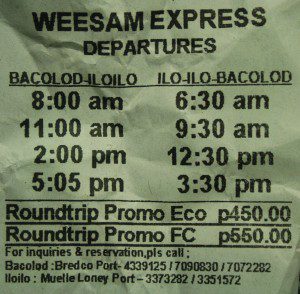 WEESAM EXPRESS
DEPARTURES
BACOLOD-ILOILO ILO-ILO-BACOLOD
8:00 am 6:30 am
11:00 am 9:30 am
2:00 pm 12:30 pm
5:05 pm 3:30 pm
Roundtrip Promo Eco p450.00
Roundtrip Promo FC p550.00
For inquiries & reservation,pls call ;
Bacolod :Bredco Port- 4339125 / 7090830 / 7072282
Iloilo : Muelle Loney Port-- 3373282 / 3351572